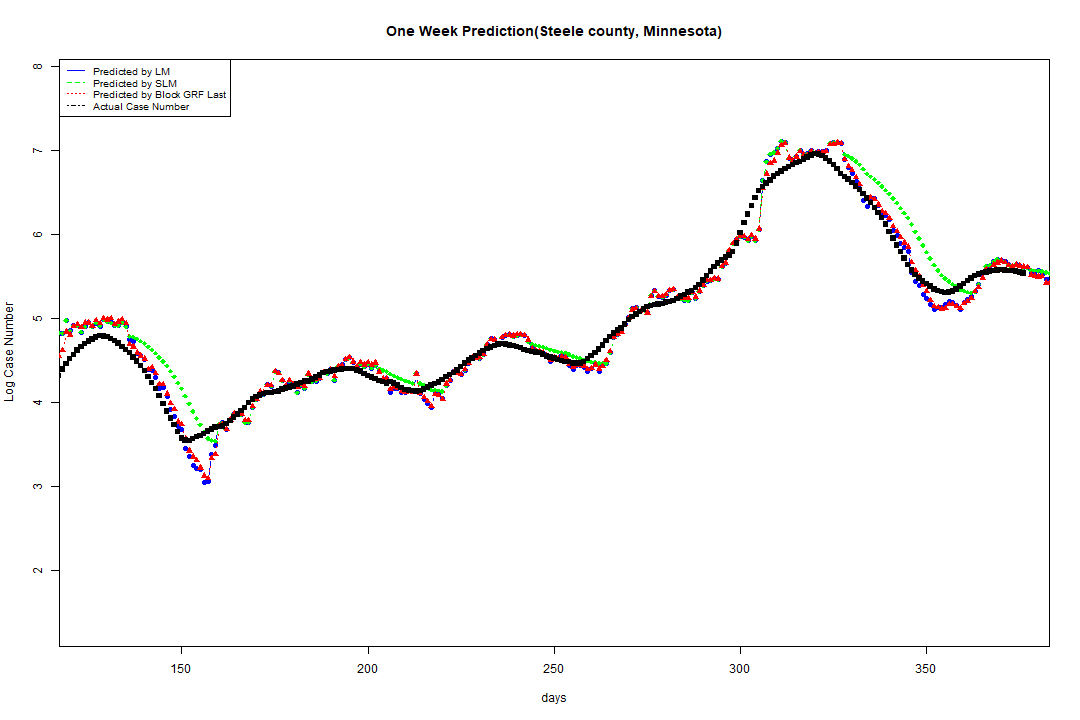 One Week Prediction(Steele county, Minnesota)
Predicted by LM
Predicted by SLM
Predicted by Block GRF Last
Actual Case Number
8
7
6
5
4
3
2
Log Case Number
150 200 250 300 350
days